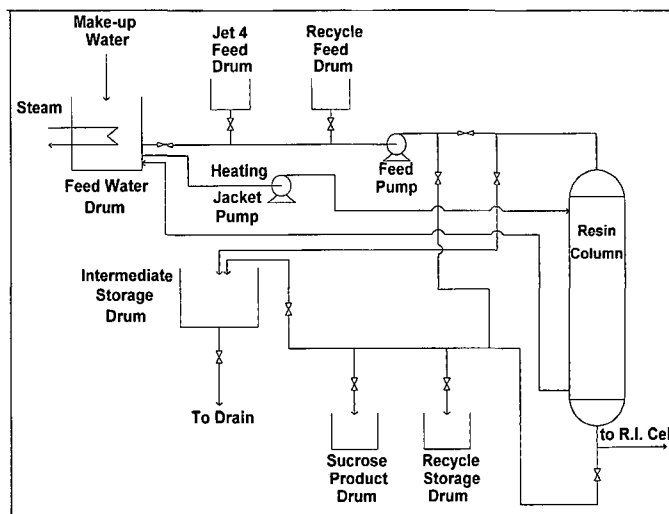 Make-up
Water
Jet 4
Feed
Drum
Recycle
Feed
Drum
Steam
Feed Water
Drum
Heating
Jacket Pump
Feed
Pump
Resin
Column
Intermediate
Storage
Drum
To Drain
Sucrose
Product
Drum
Recycle
Storage
Drum
to R.I. Cel